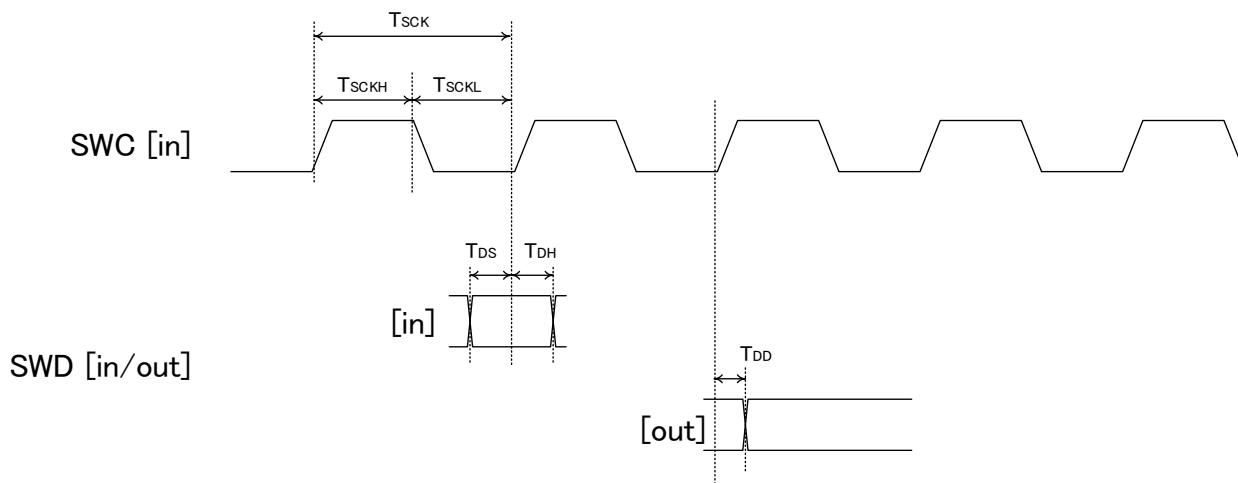 TSCK
TSCKH TSCKL
SWC [in]
TDS TDH
[in]
SWD [in/out]
TDD
[out]